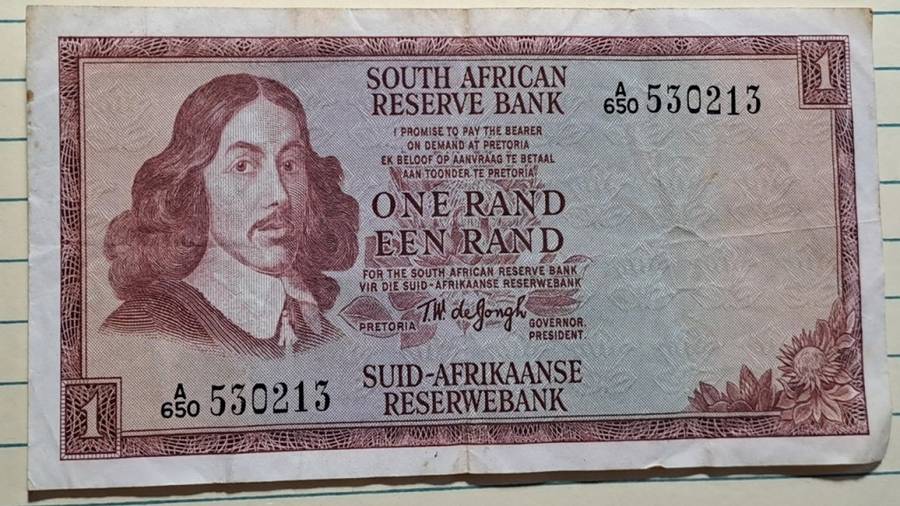 1
SOUTH AFRICAN
RESERVE BANK
A/650 530213
I PROMISE TO PAY THE BEARER
ON DEMAND AT PRETORIA
EK BELOOF OP AANVRAAG TE BETAAL
AAN TOONDER TE PRETORIA
ONE RAND
EEN RAND
FOR THE SOUTH AFRICAN RESERVE BANK
VIR DIE SUID-AFRIKAANSE RESERWEBANK
T.W. de Jongh
PRETORIA
GOVERNOR.
PRESIDENT.
SUID-AFRIKAANSE
RESERWEBANK
A/650 530213
1